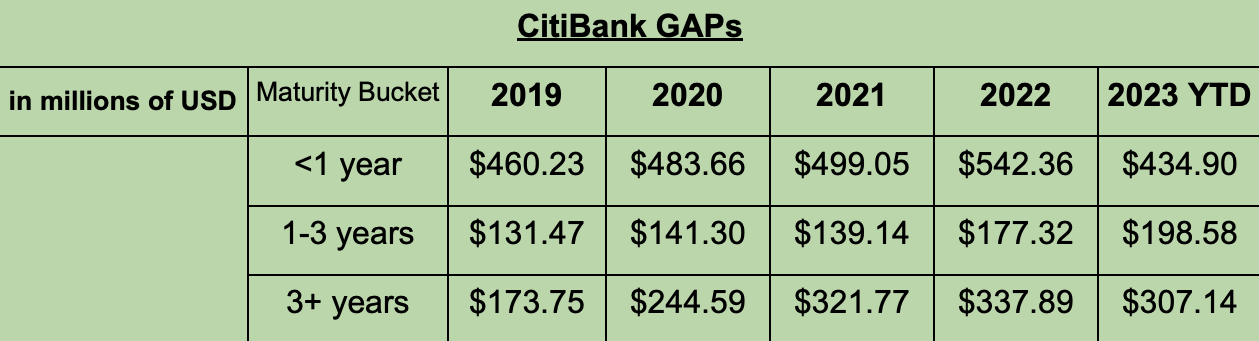 CitiBank GAPs
in millions of USD Maturity Bucket 2019 2020 2021 2022 2023 YTD
<1 year $460.23 $483.66 $499.05 $542.36 $434.90
1-3 years $131.47 $141.30 $139.14 $177.32 $198.58
3+ years $173.75 $244.59 $321.77 $337.89 $307.14